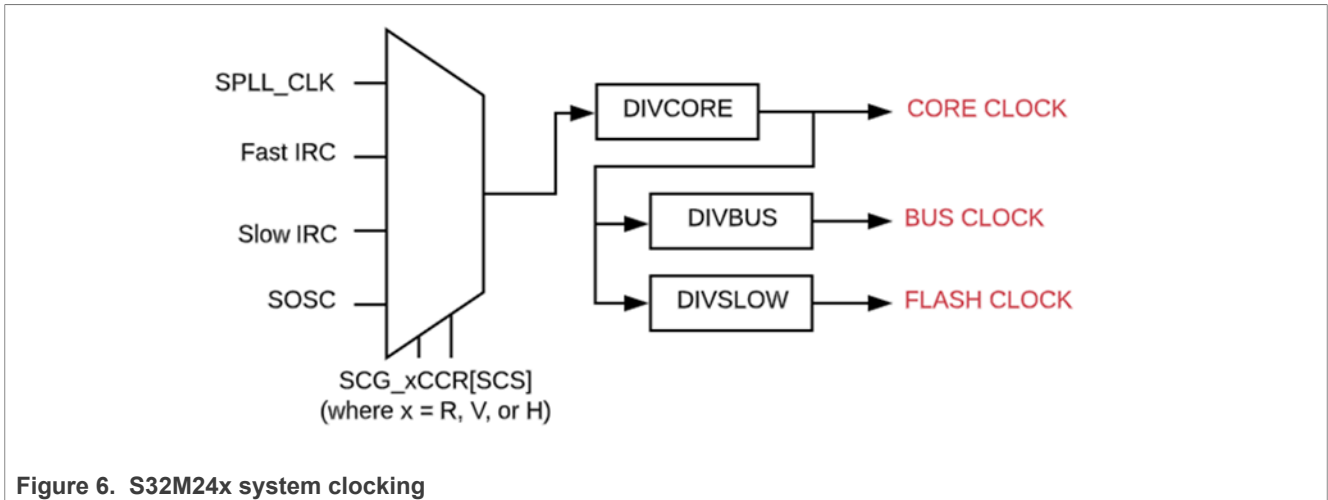 SPLL_CLK
Fast IRC
Slow IRC
SOSC
SCG_xCCR[SCS]
(where x = R, V, or H)
DIVCORE
CORE CLOCK
DIVBUS
BUS CLOCK
DIVSLOW
FLASH CLOCK
Figure 6. S32M24x system clocking